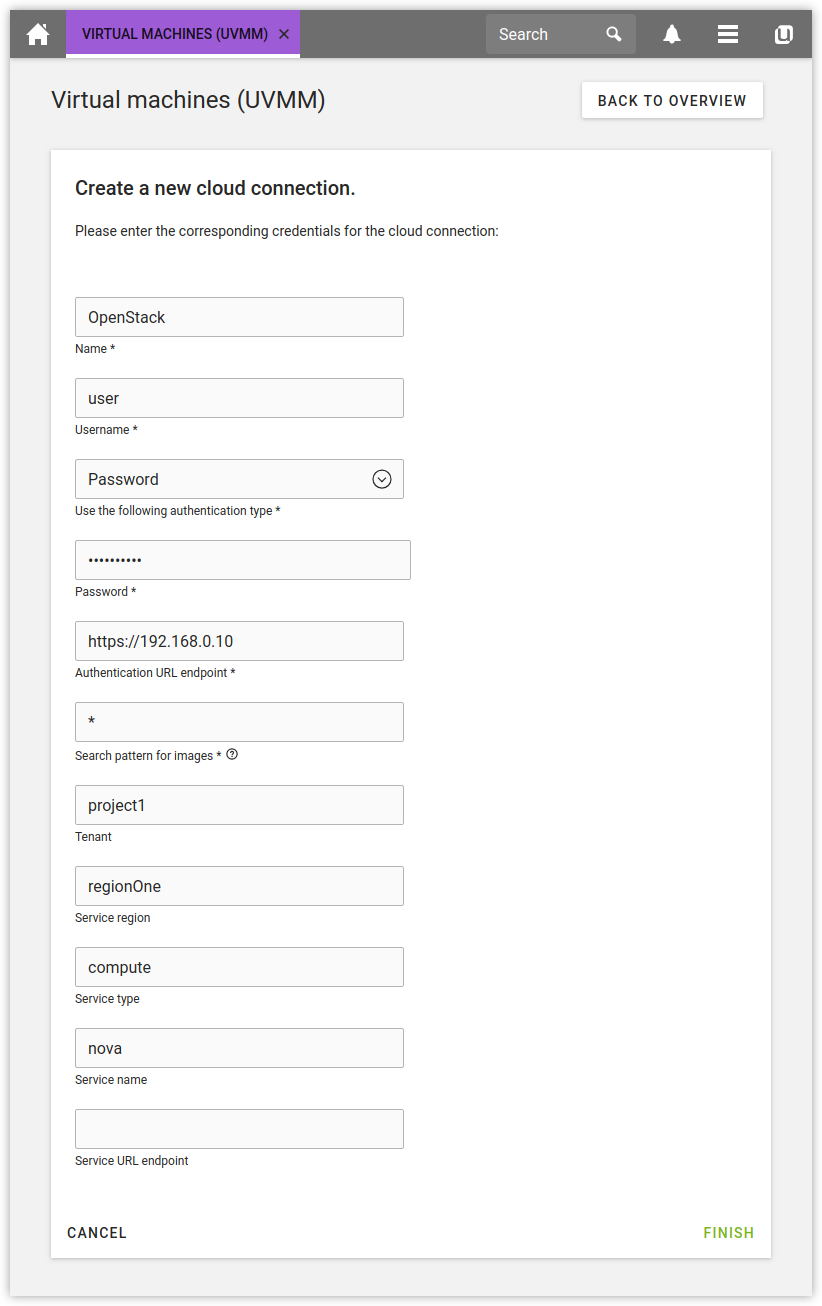 VIRTUAL MACHINES (UVMM) ✕ Search
Virtual machines (UVMM)
BACK TO OVERVIEW
Create a new cloud connection.
Please enter the corresponding credentials for the cloud connection:
OpenStack
Name *
user
Username *
Password
Use the following authentication type *
••••••••••
Password *
https://192.168.0.10
Authentication URL endpoint *
*
Search pattern for images *
project1
Tenant
regionOne
Service region
compute
Service type
nova
Service name
Service URL endpoint
CANCEL FINISH